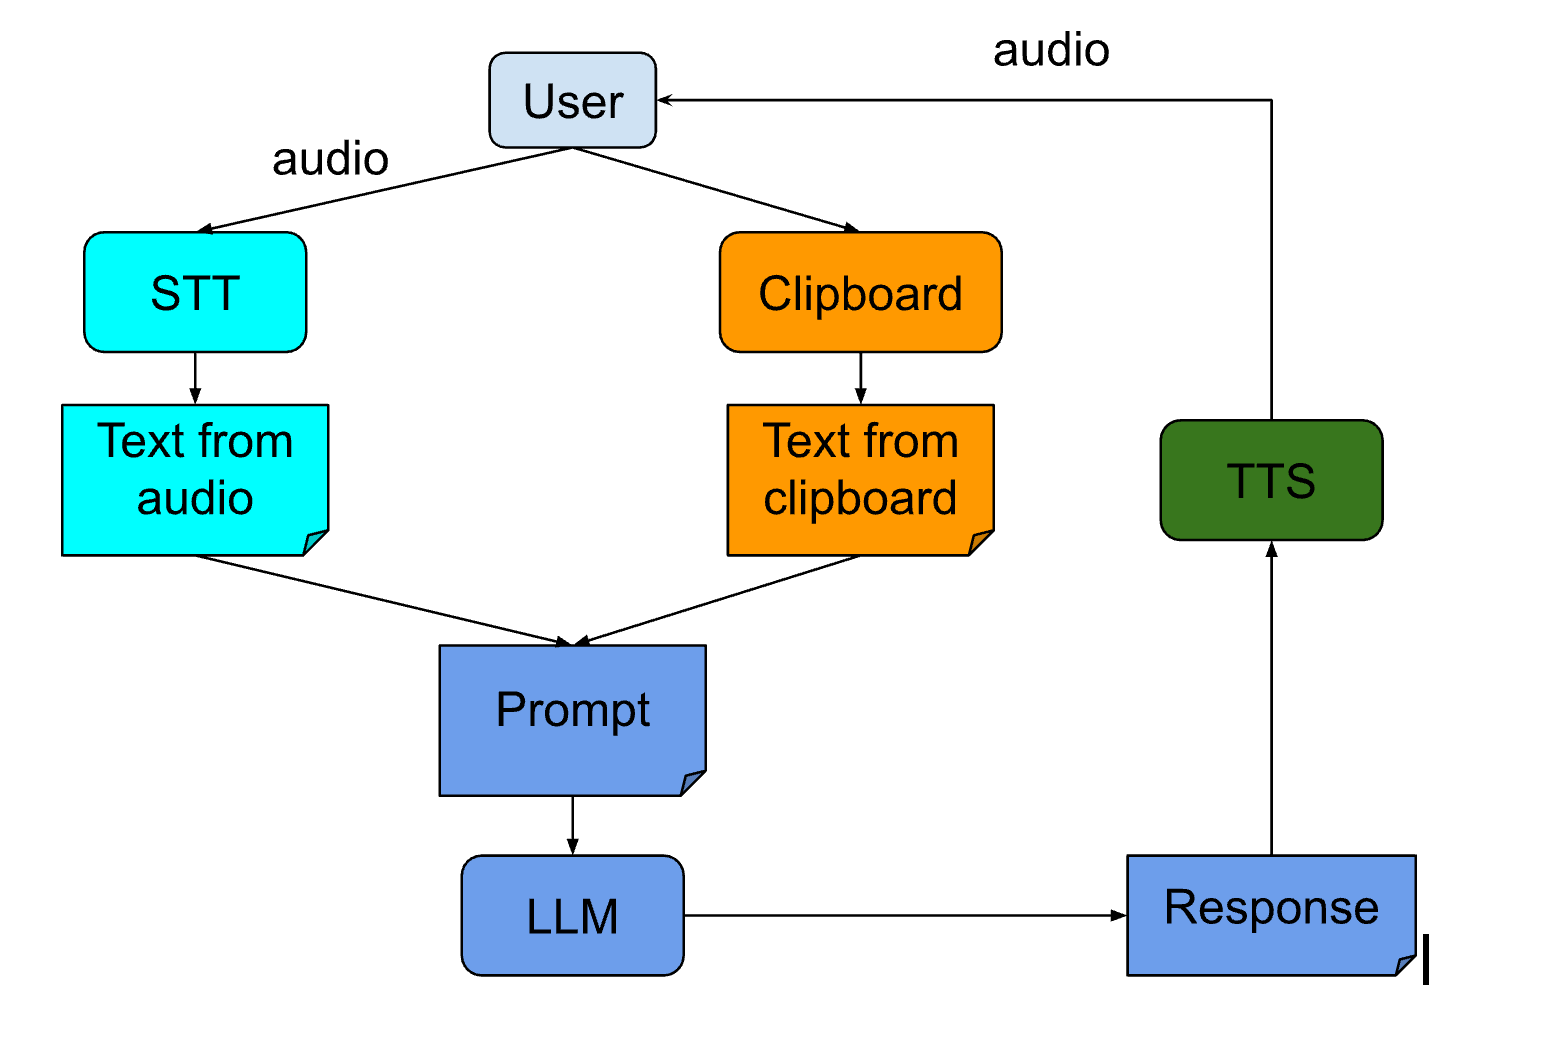 audio
User
audio
STT
Clipboard
Text from
audio
Text from
clipboard
TTS
Prompt
LLM
Response